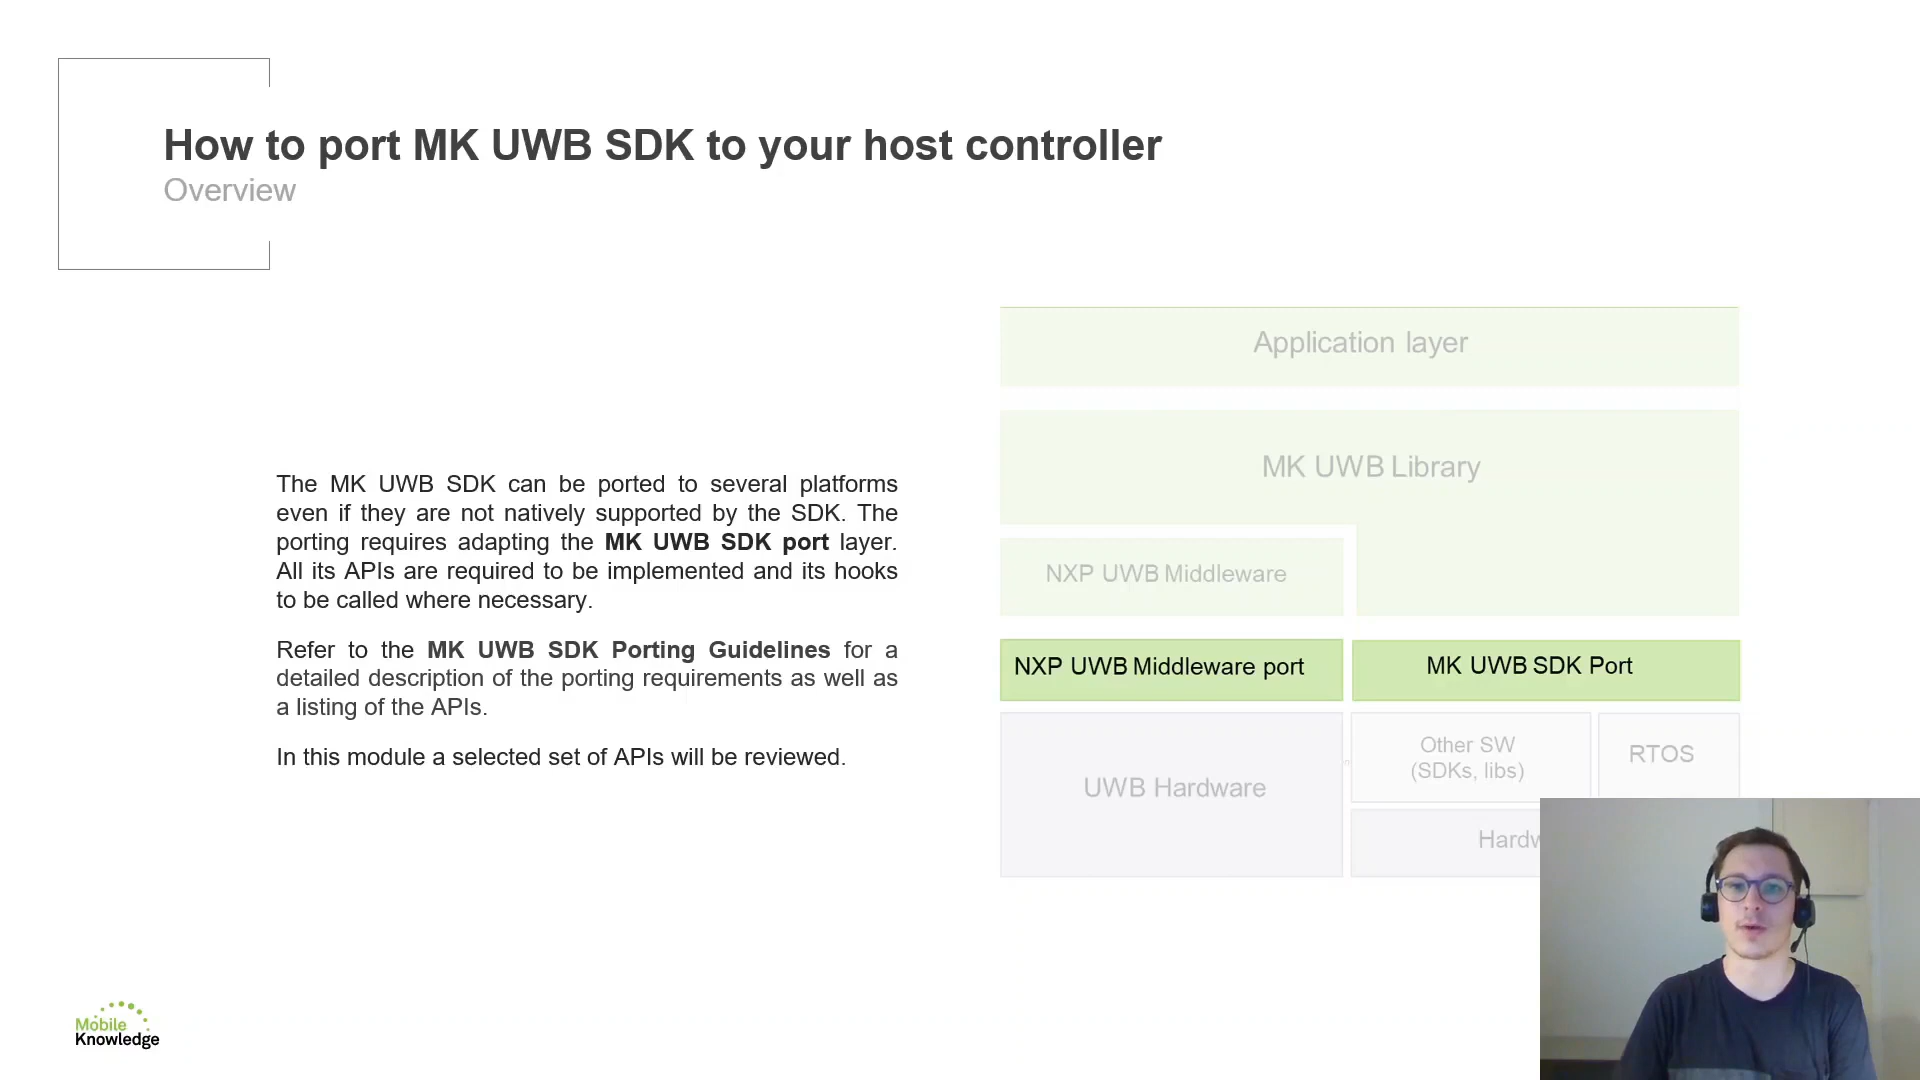 How to port MK UWB SDK to your host controller
Overview
The MK UWB SDK can be ported to several platforms
even if they are not natively supported by the SDK. The
porting requires adapting the MK UWB SDK port layer.
All its APIs are required to be implemented and its hooks
to be called where necessary.
Refer to the MK UWB SDK Porting Guidelines for a
detailed description of the porting requirements as well as
a listing of the APIs.
In this module a selected set of APIs will be reviewed.
Application layer
MK UWB Library
NXP UWB Middleware
NXP UWB Middleware port
MK UWB SDK Port
UWB Hardware
Other SW
(SDKs, libs)
RTOS
Mobile
Knowledge